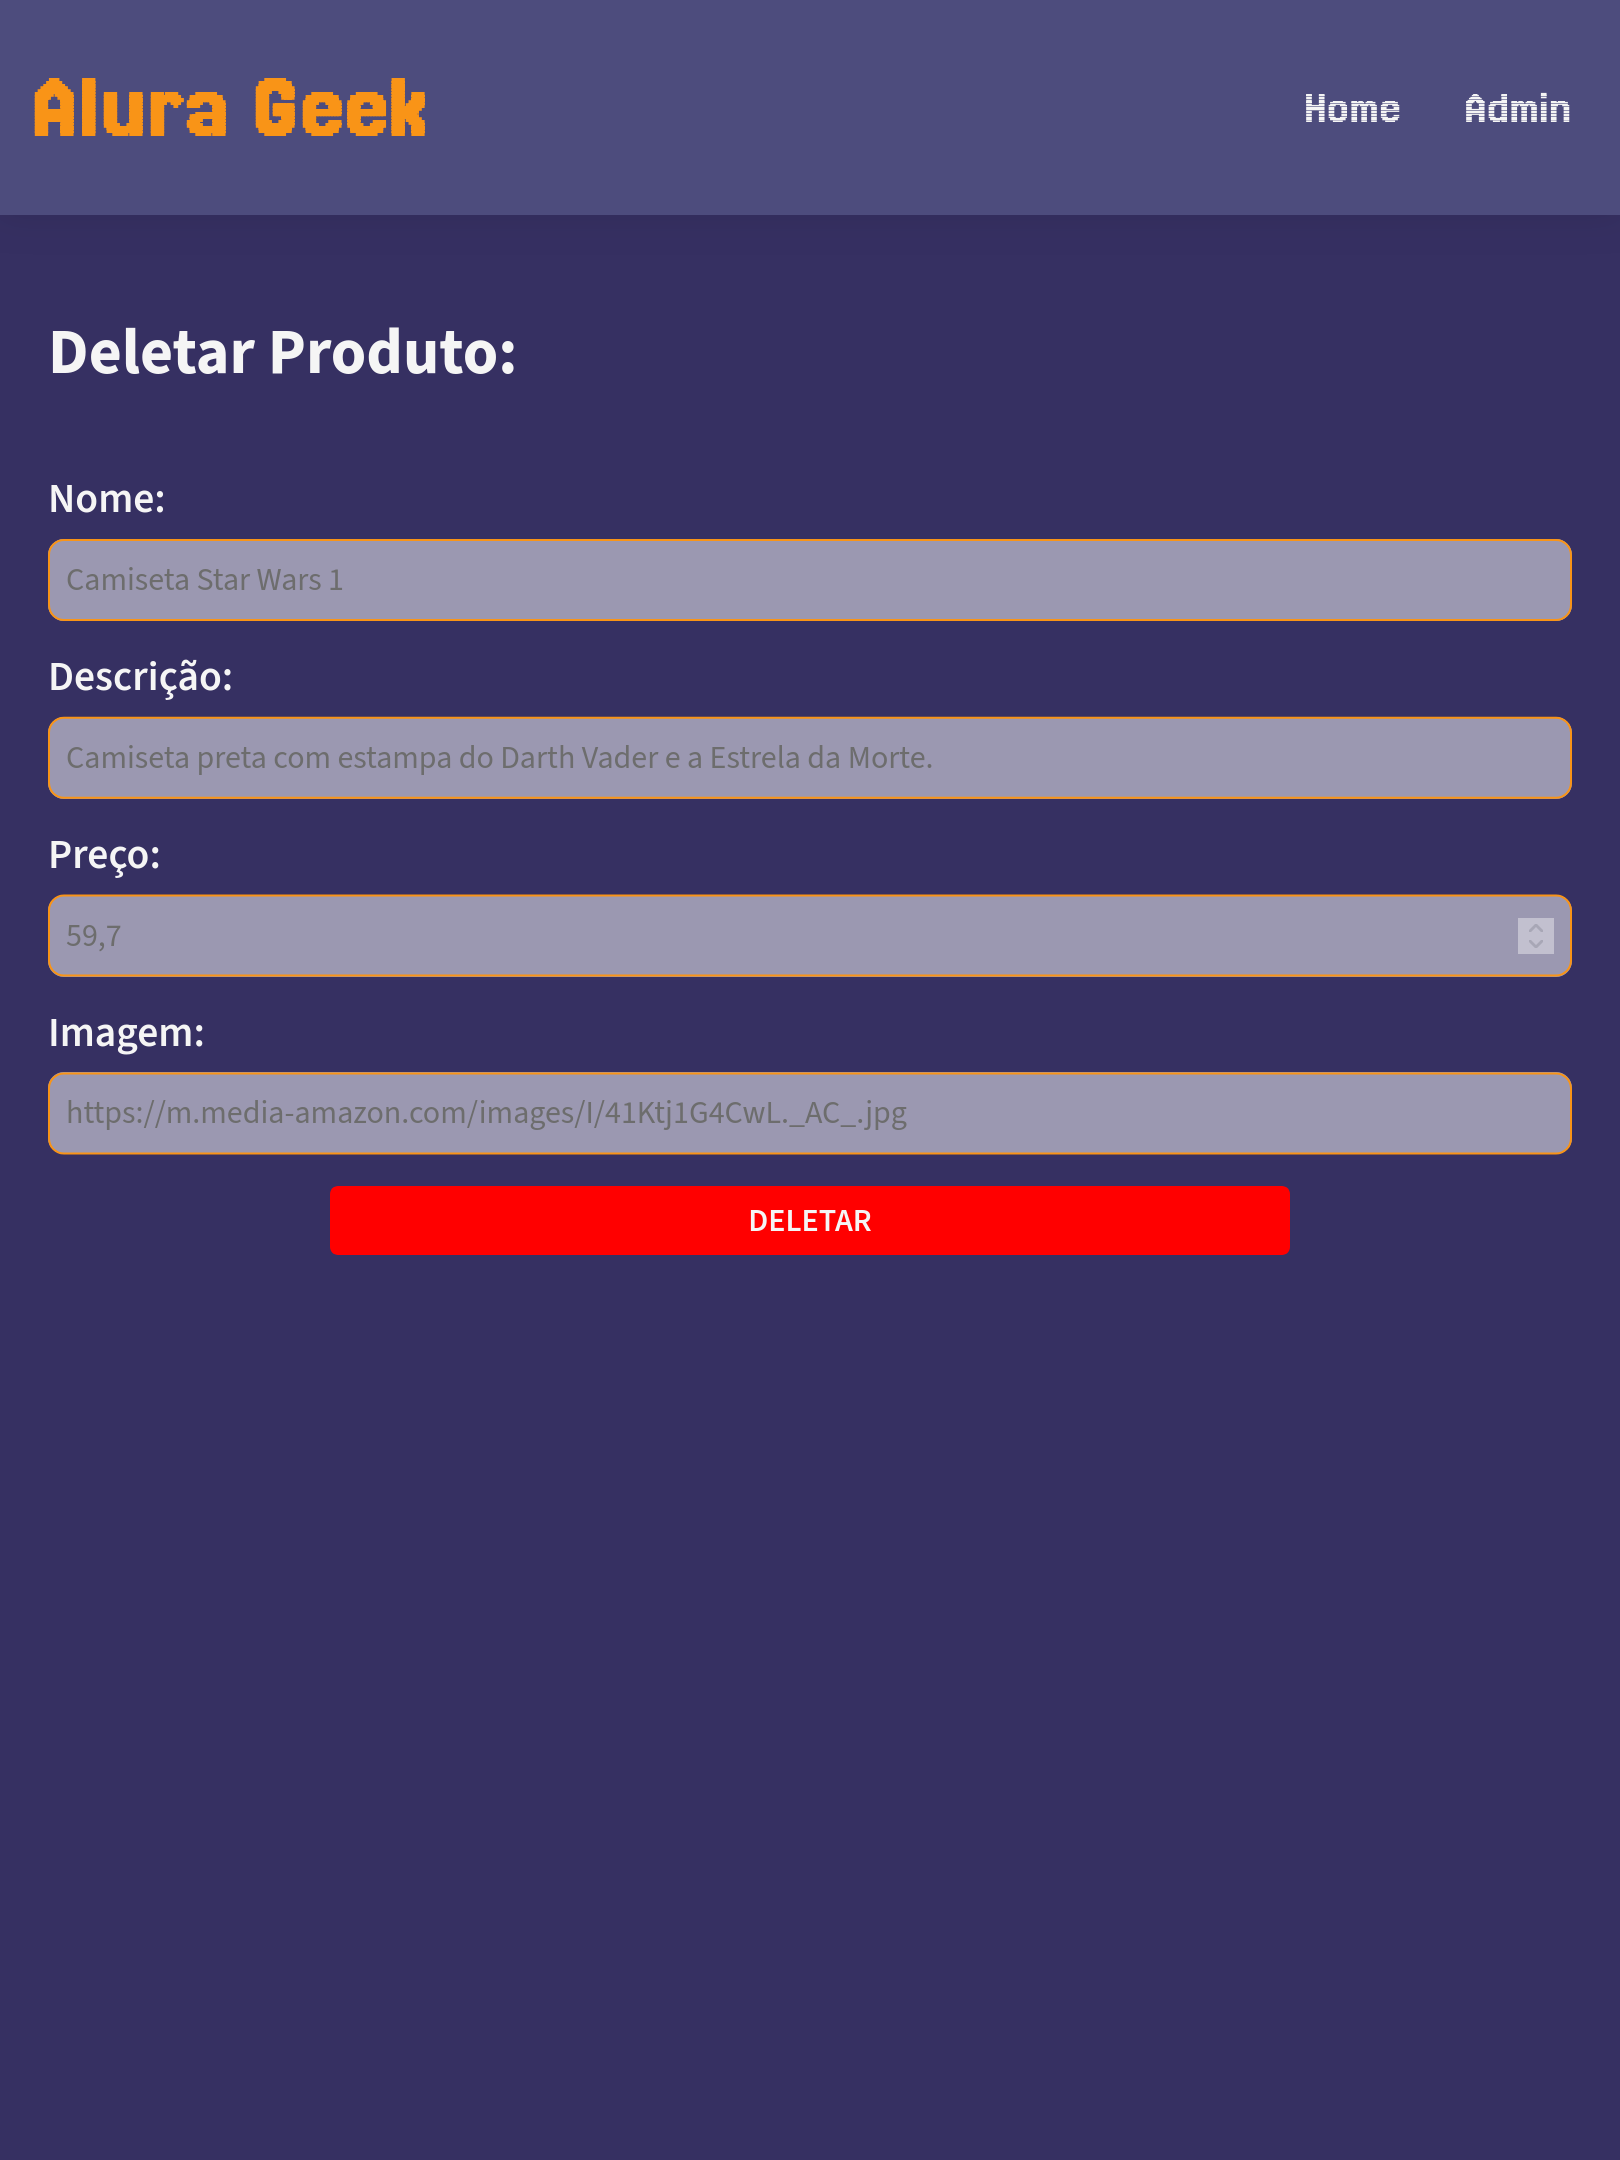 Alura Geek
Home
Admin
Deletar Produto:
Nome:
Camiseta Star Wars 1
Descrição:
Camiseta preta com estampa do Darth Vader e a Estrela da Morte.
Preço:
59,7
Imagem:
https://m.media-amazon.com/images/I/41Ktj1G4CwL._AC_.jpg
DELETAR